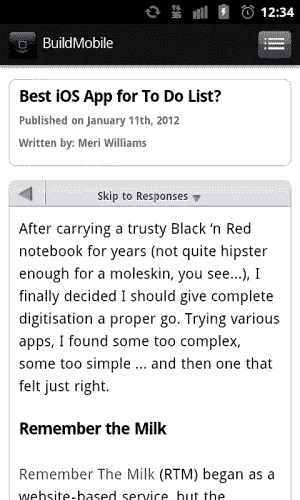 12:34
BuildMobile
Best iOS App for To Do List?
Published on January 11th, 2012
Written by: Meri Williams
Skip to Responses
After carrying a trusty Black ‘n Red
notebook for years (not quite hipster
enough for a moleskin, you see...), I
finally decided I should give complete
digitisation a proper go. Trying various
apps, I found some too complex,
some too simple ... and then one that
felt just right.
Remember the Milk
Remember The Milk (RTM) began as a
website-based service, but the